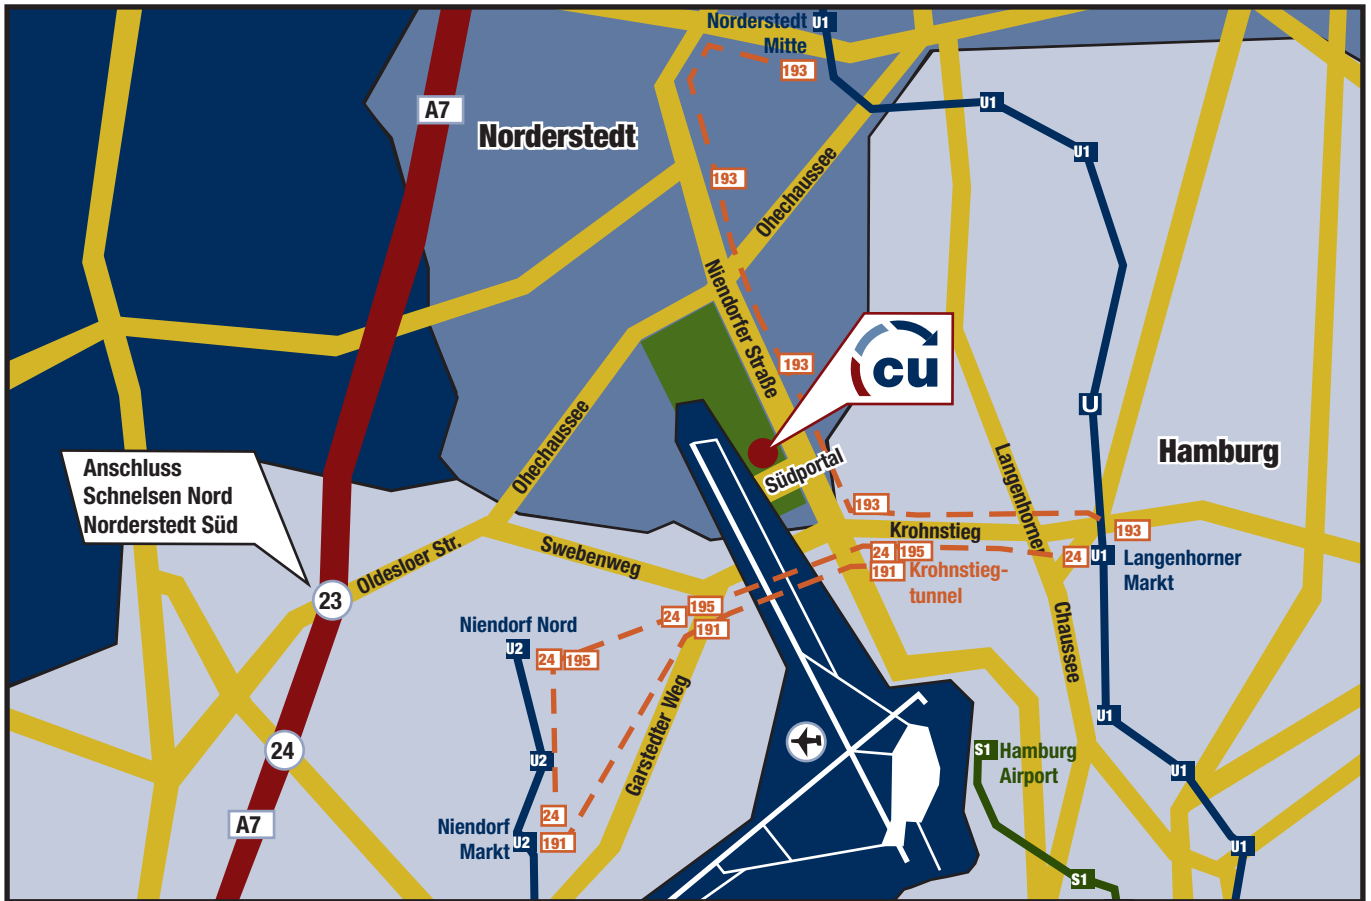 Norderstedt
Mitte
U1
193
U1
A7
Norderstedt
U1
193
Ohechaussee
Niendorfer Straße
193
cu
U
Ohechaussee
Langenhorner
Hamburg
Anschluss
Schnelsen Nord
Norderstedt Süd
Südportal
193
Krohnstieg
193
Oldesloer Str.
Swebenweg
24
195
24
U1
Langenhorner
Markt
191
Krohnstieg-
tunnel
23
195
24
191
Chaussee
Niendorf Nord
U2
24
195
Garstedter Weg
U1
24
S1
Hamburg
Airport
U2
U1
A7
24
Niendorf
Markt
U2
191
U1
S1